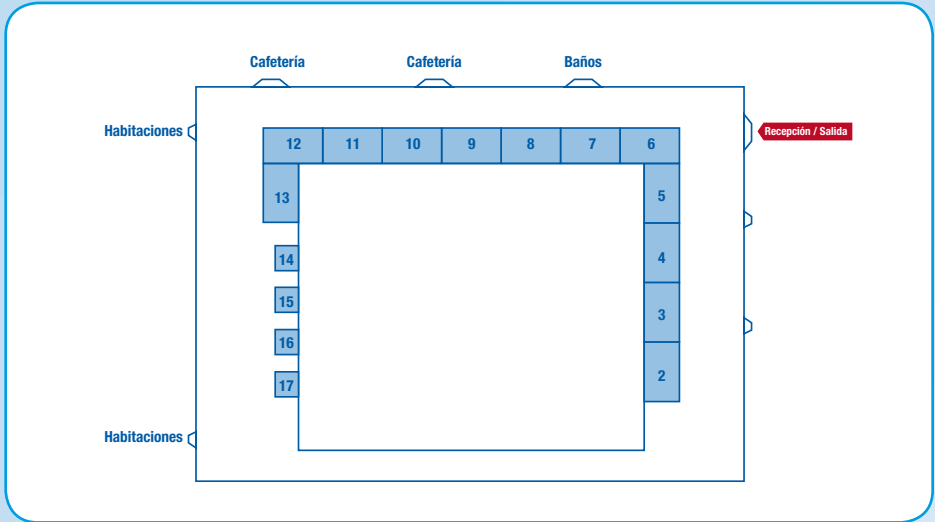 Cafetería
Cafetería
Baños
Habitaciones
Recepción / Salida
12
11
10
9
8
7
6
13
5
14
4
15
3
16
2
17
Habitaciones